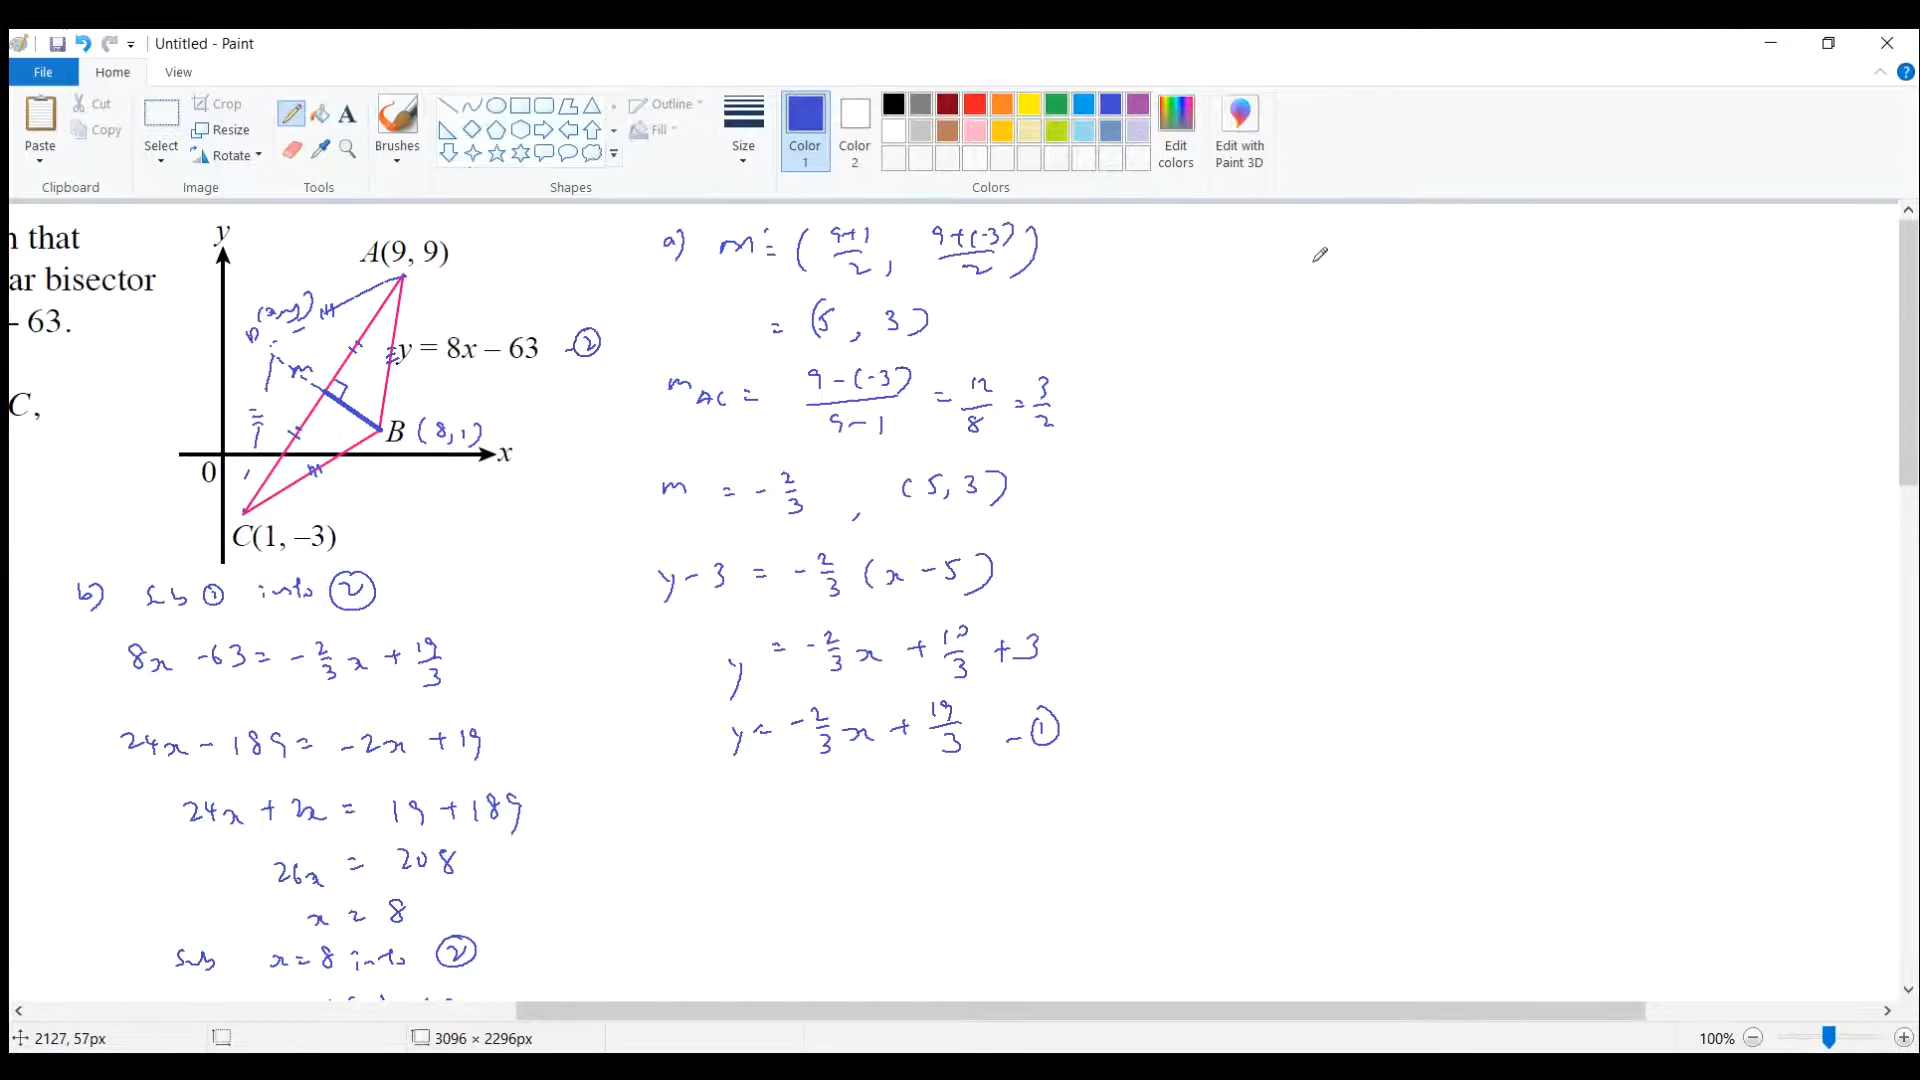 Untitled - Paint
File Home View
Paste
Cut
Copy
Clipboard
Select
Crop
Resize
Rotate
Image
A
Tools
Brushes
Shapes
Outline
Fill
Size
Color 1
Color 2
Colors
Edit colors
Edit with Paint 3D
n that
ar bisector
– 63.
C,
y
A(9, 9)
y = 8x – 63 - ②
m
B (8,1)
0
x
C(1, –3)
b) Sub ① into ②
8x - 63 = - 2/3 x + 19/3
24x - 189 = -2x + 19
24x + 2x = 19 + 189
26x = 208
x = 8
Sub x = 8 into ②
a) m = ( 9+1/2 , 9+(-3)/2 )
= (5, 3)
m AC = 9-(-3)/9-1 = 12/8 = 3/2
m = - 2/3 , (5, 3)
y - 3 = - 2/3 (x - 5)
y = - 2/3 x + 10/3 + 3
y = - 2/3 x + 19/3 - ①
2127, 57px
3096 × 2296px
100%